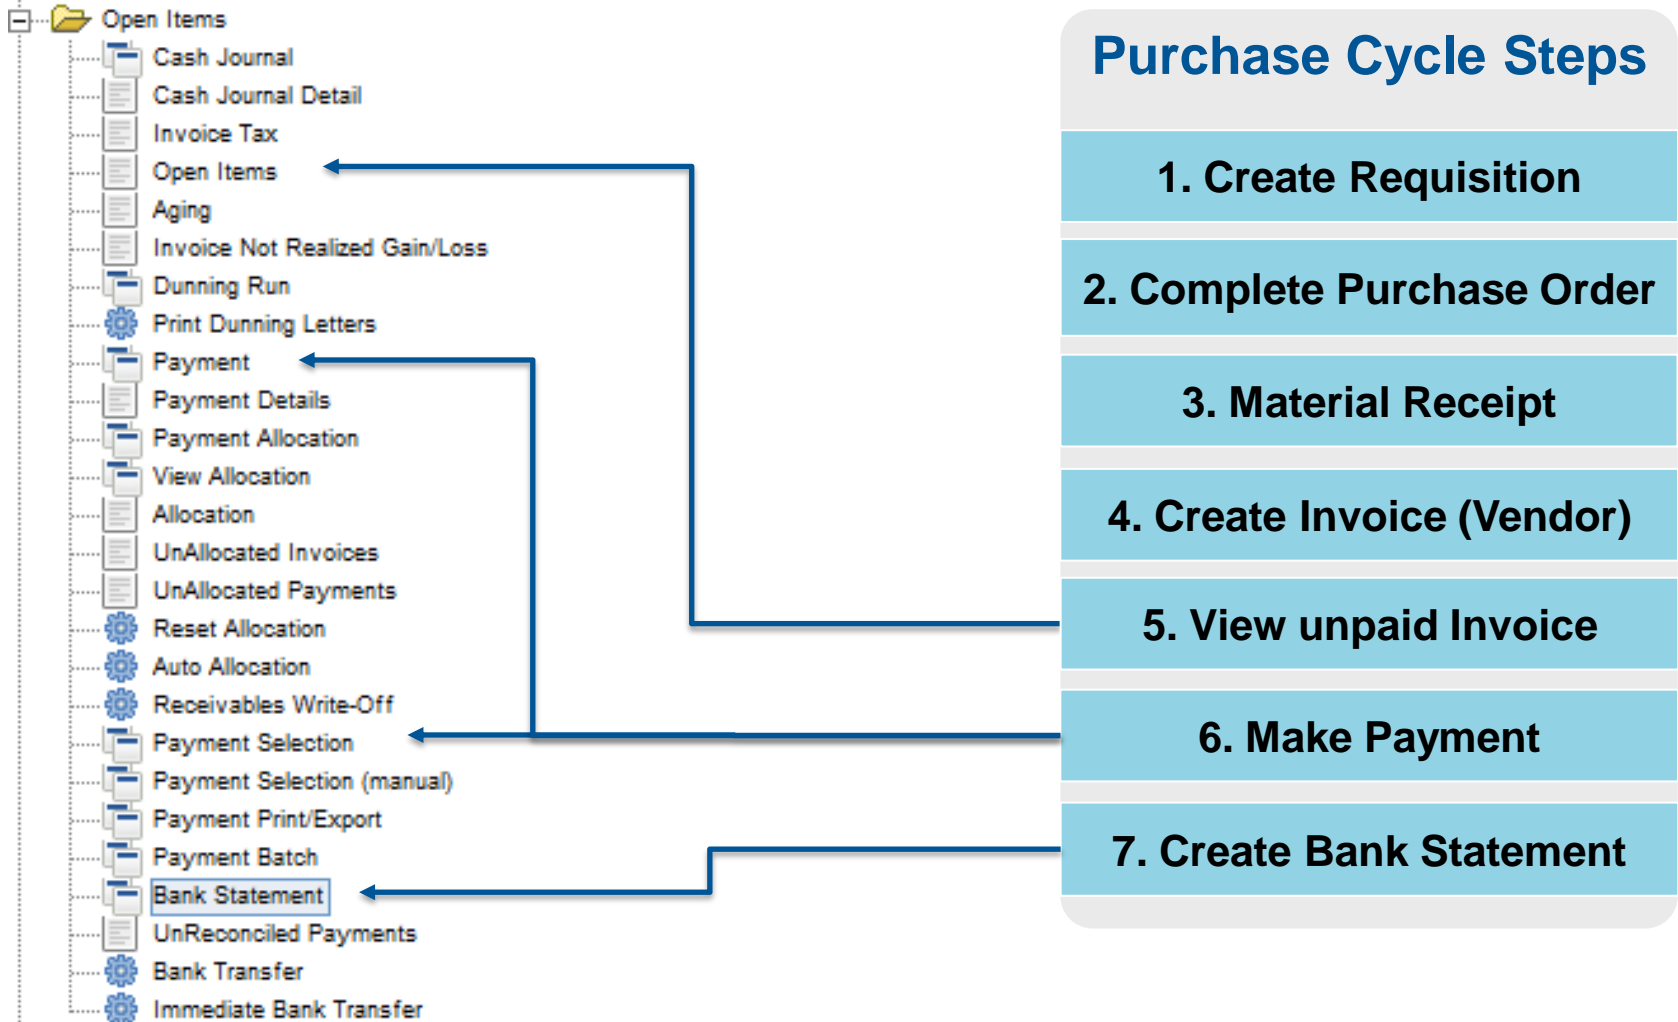 Open Items
Cash Journal
Cash Journal Detail
Invoice Tax
Open Items
Aging
Invoice Not Realized Gain/Loss
Dunning Run
Print Dunning Letters
Payment
Payment Details
Payment Allocation
View Allocation
Allocation
UnAllocated Invoices
UnAllocated Payments
Reset Allocation
Auto Allocation
Receivables Write-Off
Payment Selection
Payment Selection (manual)
Payment Print/Export
Payment Batch
Bank Statement
UnReconciled Payments
Bank Transfer
Immediate Bank Transfer
Purchase Cycle Steps
1. Create Requisition
2. Complete Purchase Order
3. Material Receipt
4. Create Invoice (Vendor)
5. View unpaid Invoice
6. Make Payment
7. Create Bank Statement